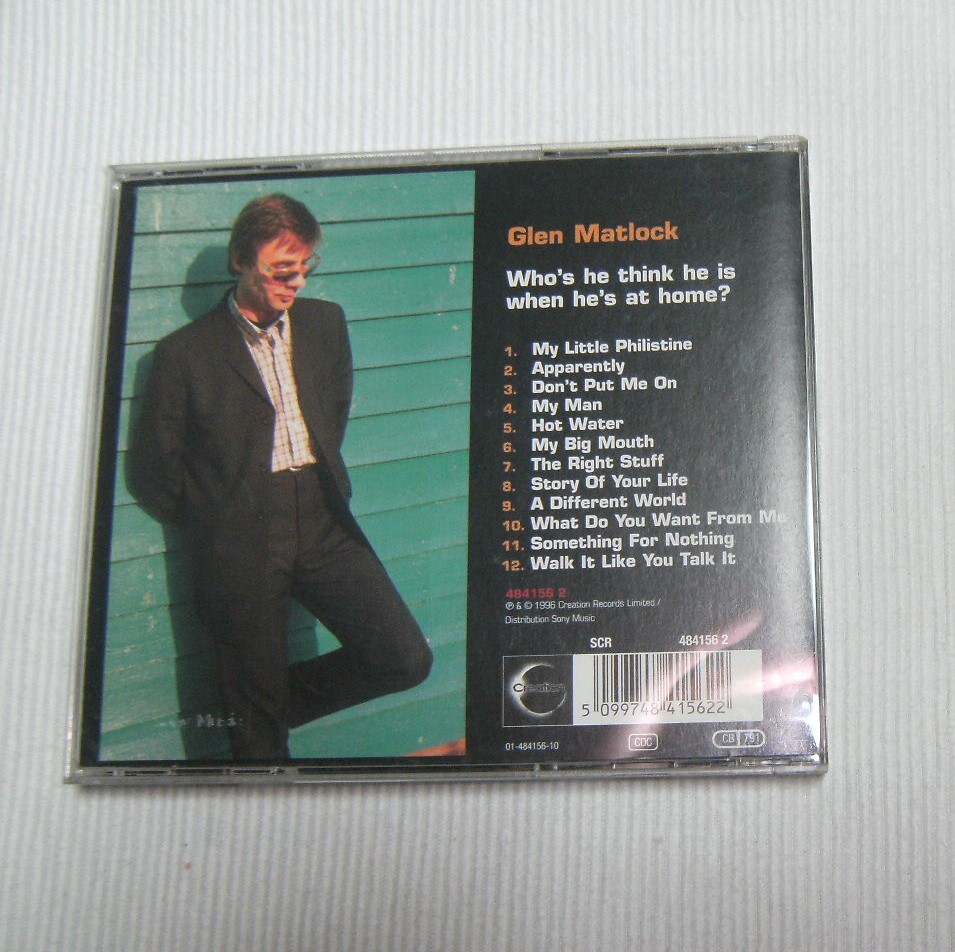 Glen Matlock
Who's he think he is
when he's at home?
1. My Little Philistine
2. Apparently
3. Don't Put Me On
4. My Man
5. Hot Water
6. My Big Mouth
7. The Right Stuff
8. Story Of Your Life
9. A Different World
10. What Do You Want From Me
11. Something For Nothing
12. Walk It Like You Talk It
484156 2
℗ & © 1996 Creation Records Limited /
Distribution Sony Music
SCR 484156 2
Creation
5 099748 415622
01-484156-10 CDC CB 791